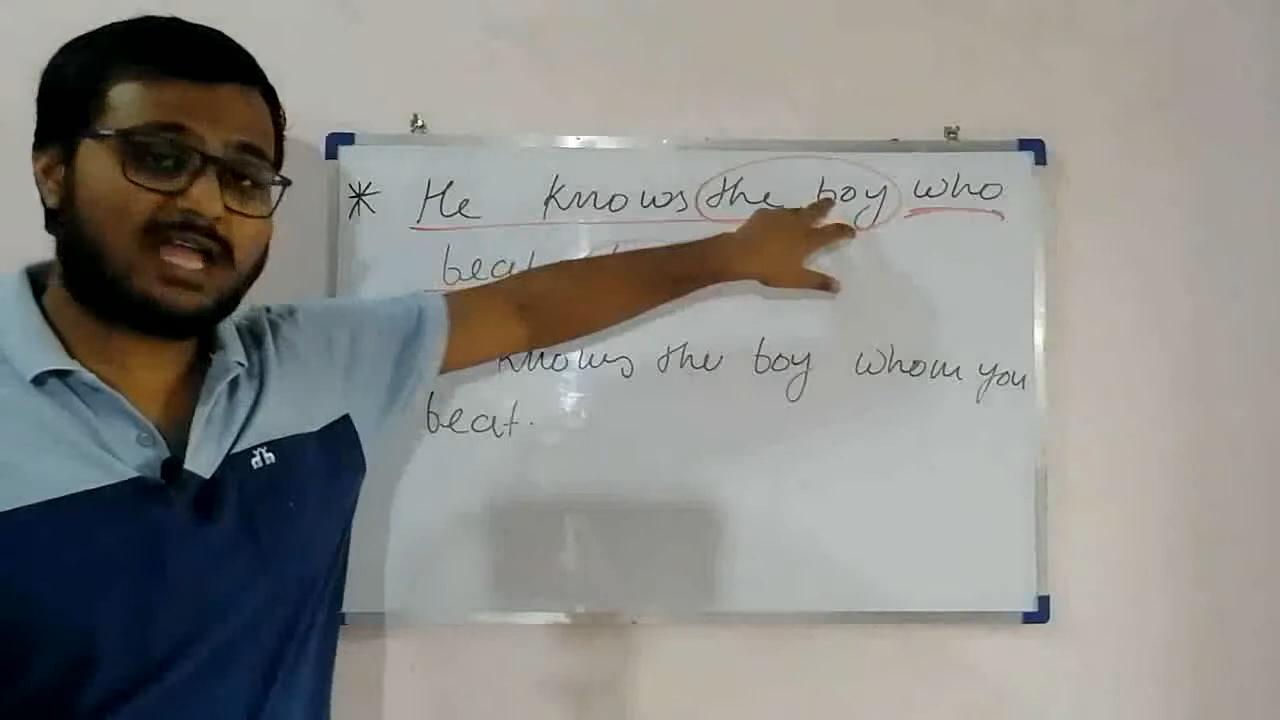 * He knows the boy who
beat
knows the boy whom you
beat.